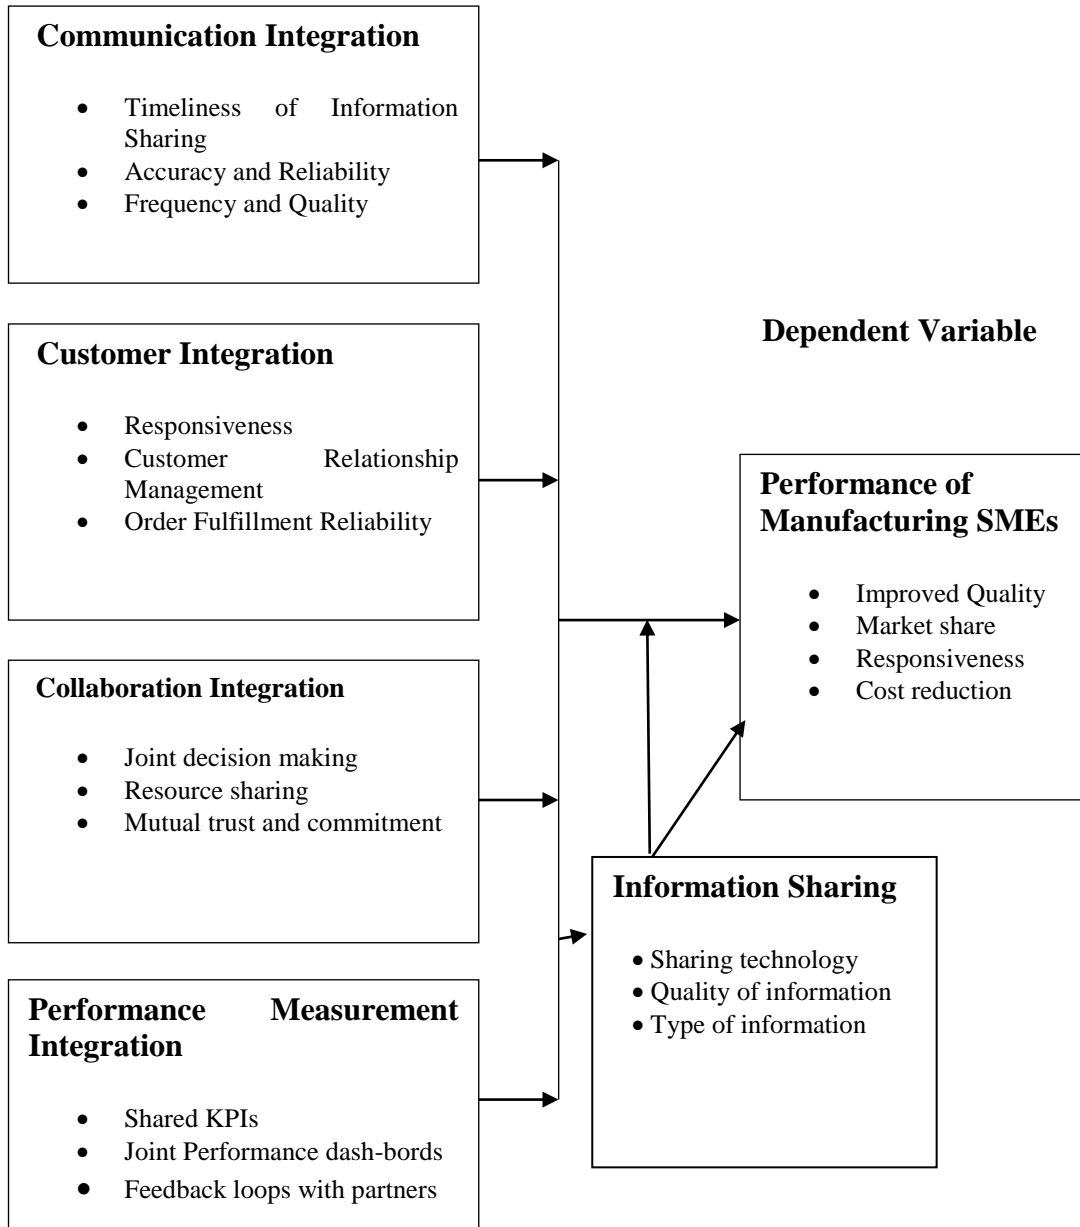 Communication Integration
• Timeliness of Information
Sharing
• Accuracy and Reliability
• Frequency and Quality
Customer Integration
• Responsiveness
• Customer Relationship
Management
• Order Fulfillment Reliability
Collaboration Integration
• Joint decision making
• Resource sharing
• Mutual trust and commitment
Performance Measurement
Integration
• Shared KPIs
• Joint Performance dash-bords
• Feedback loops with partners
Dependent Variable
Performance of
Manufacturing SMEs
• Improved Quality
• Market share
• Responsiveness
• Cost reduction
Information Sharing
• Sharing technology
• Quality of information
• Type of information